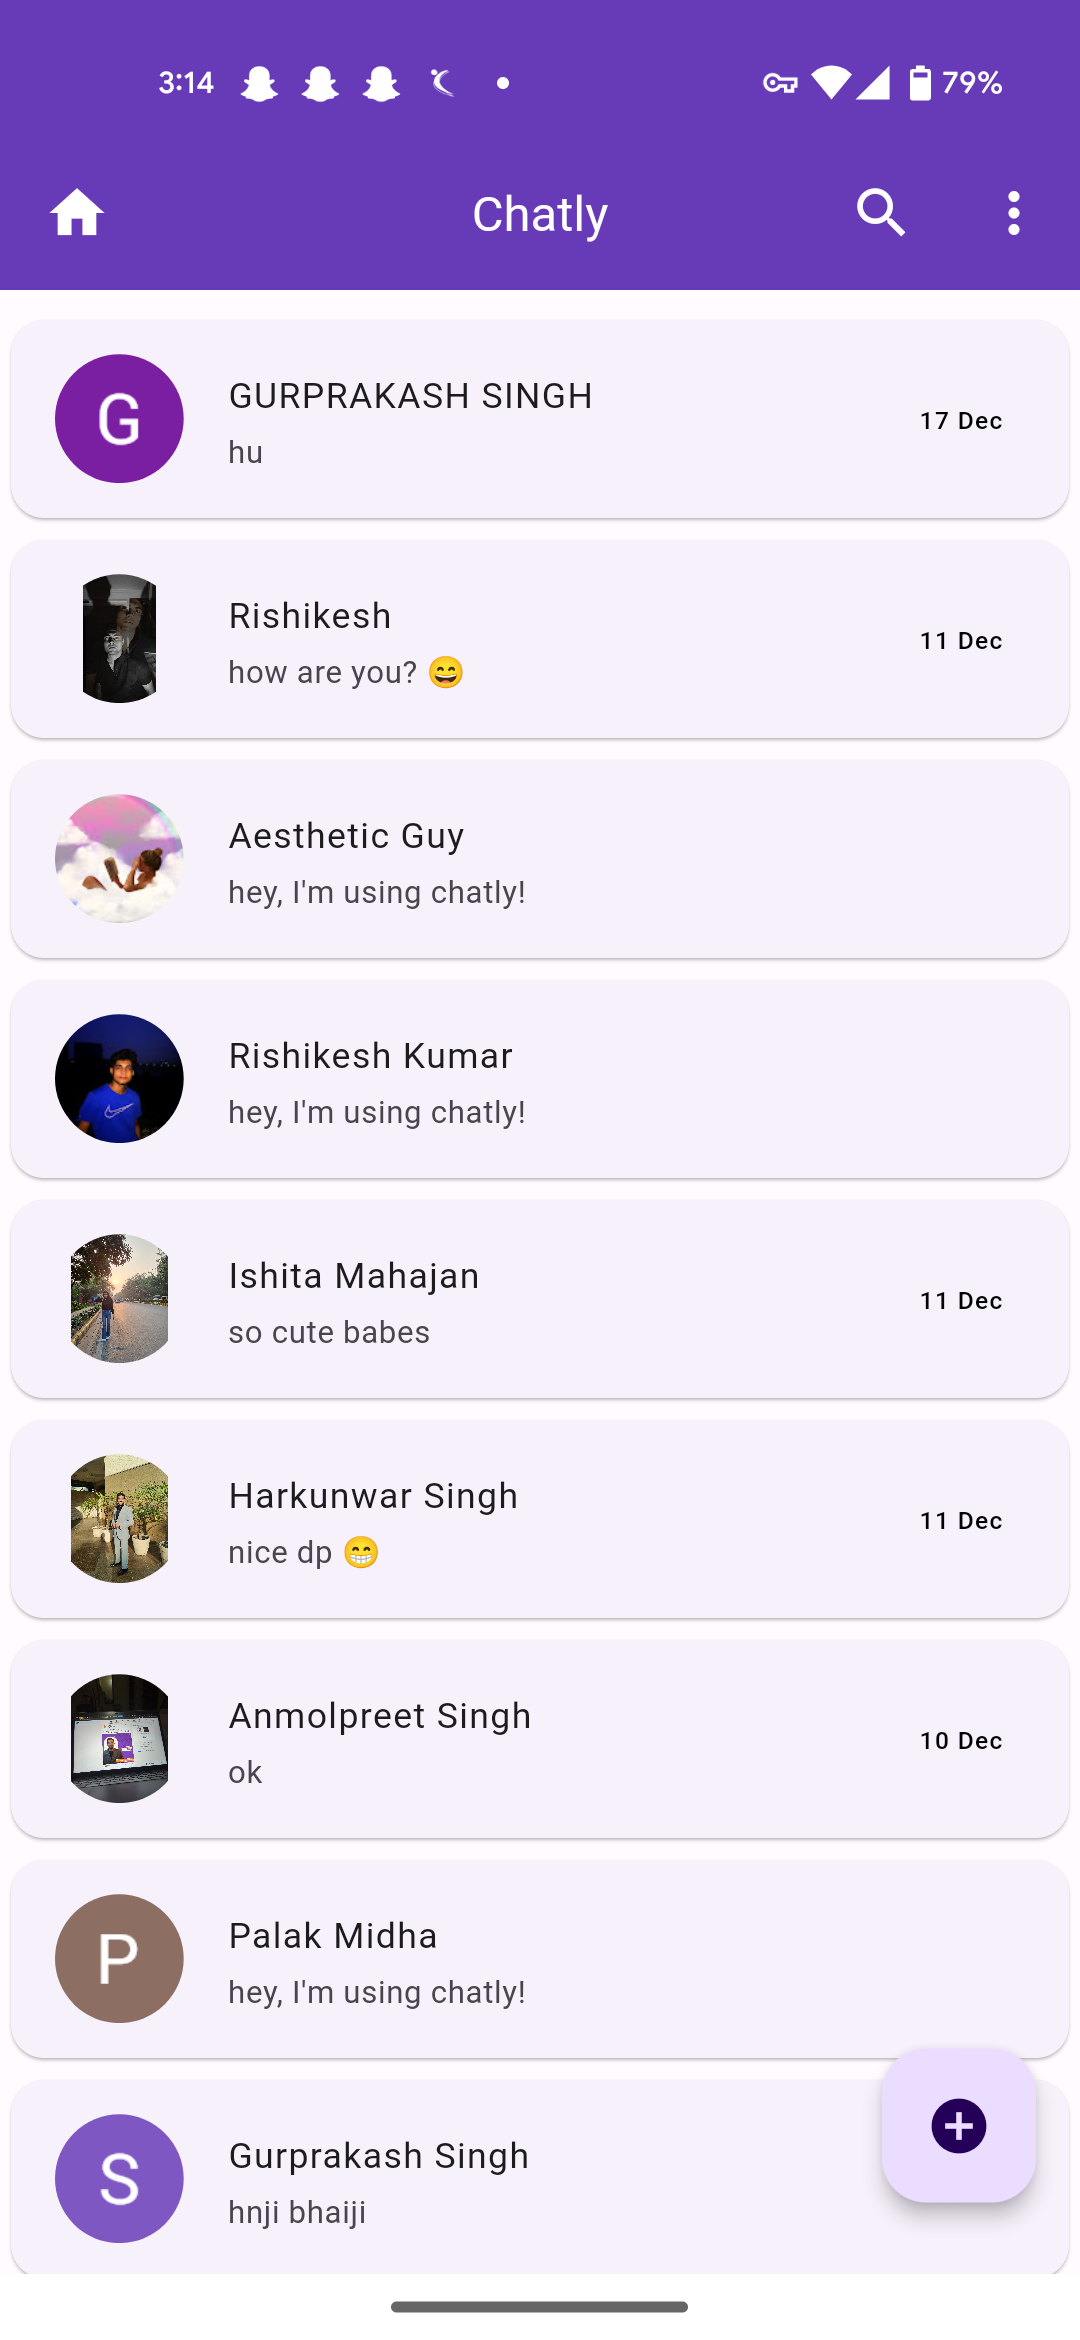 3:14
79%
Chatly
G
GURPRAKASH SINGH
hu
17 Dec
Rishikesh
how are you? 😄
11 Dec
Aesthetic Guy
hey, I'm using chatly!
Rishikesh Kumar
hey, I'm using chatly!
Ishita Mahajan
so cute babes
11 Dec
Harkunwar Singh
nice dp 😁
11 Dec
Anmolpreet Singh
ok
10 Dec
P
Palak Midha
hey, I'm using chatly!
S
Gurprakash Singh
hnji bhaiji